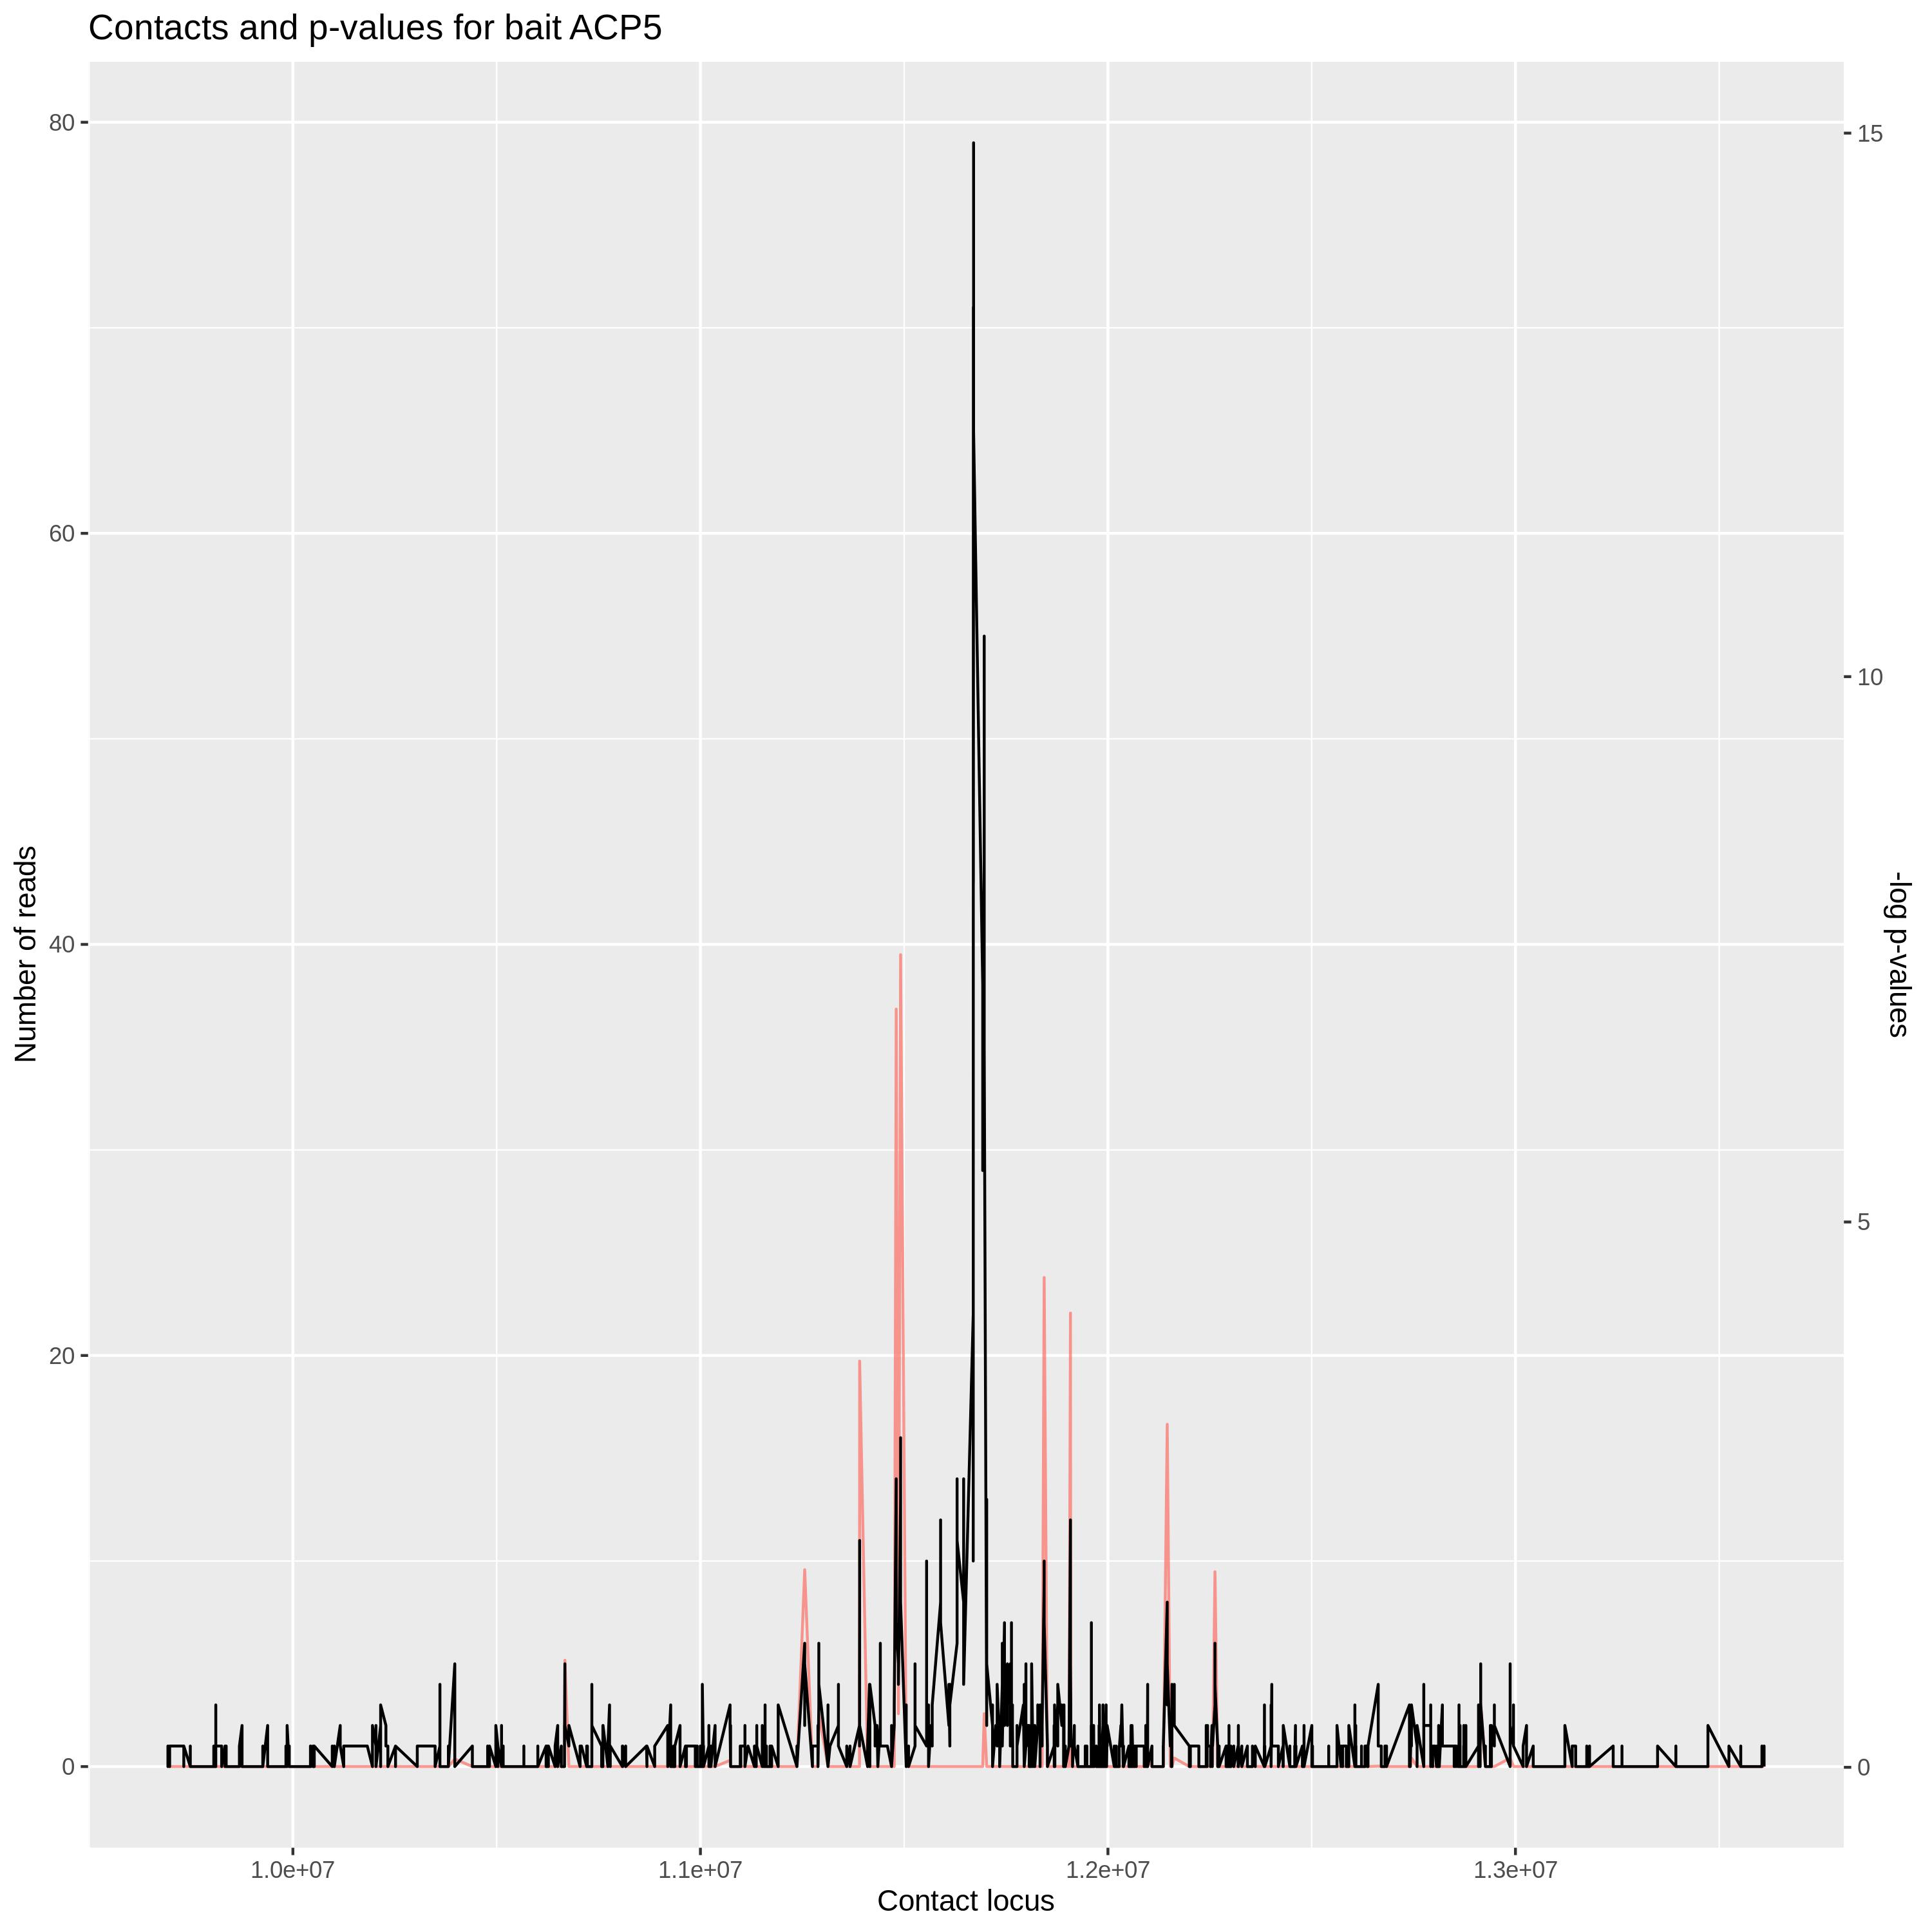 Contacts and p-values for bait ACP5
80
60
40
20
0
Number of reads
15
10
5
0
-log p-values
1.0e+07
1.1e+07
1.2e+07
1.3e+07
Contact locus